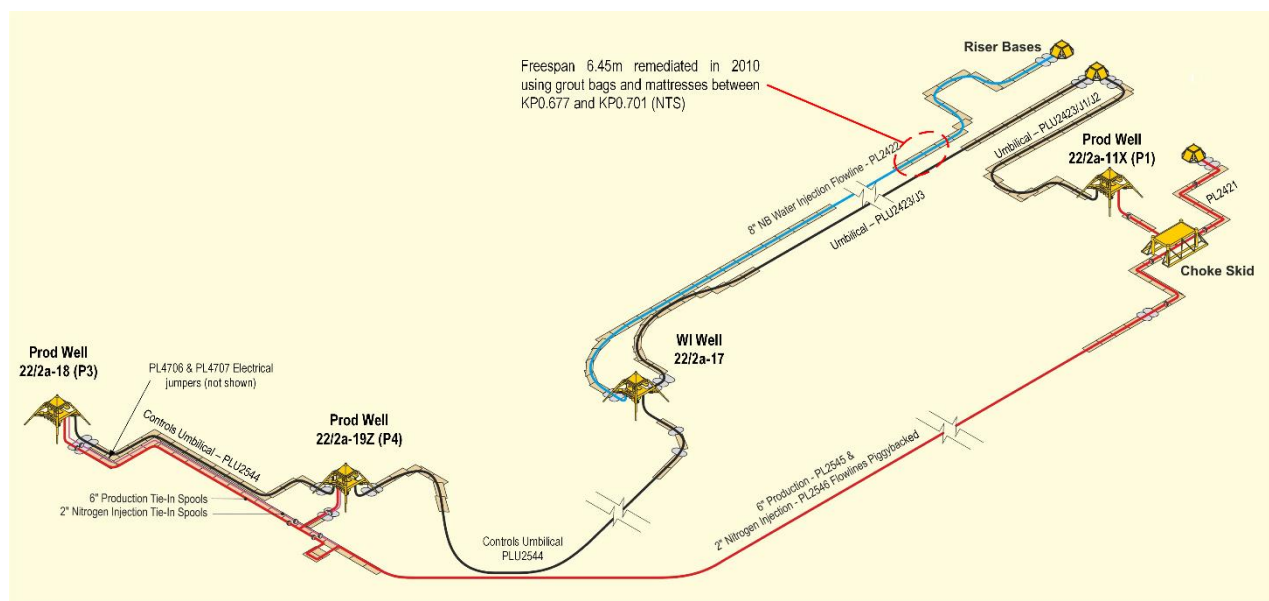 Riser Bases
Freespan 6.45m remediated in 2010
using grout bags and mattresses between
KP0.677 and KP0.701 (NTS)
Umbilical – PLU2423/J1/J2
Prod Well
22/2a-11X (P1)
8" NB Water Injection Flowline - PL2422
PL2421
Umbilical – PLU2423/J3
Choke Skid
WI Well
22/2a-17
Prod Well
22/2a-18 (P3)
PL4706 & PL4707 Electrical
jumpers (not shown)
Prod Well
22/2a-19Z (P4)
Controls Umbilical – PLU2544
6" Production Tie-In Spools
2" Nitrogen Injection Tie-In Spools
6" Production - PL2545 &
2" Nitrogen Injection - PL2546 Flowlines Piggybacked
Controls Umbilical
PLU2544